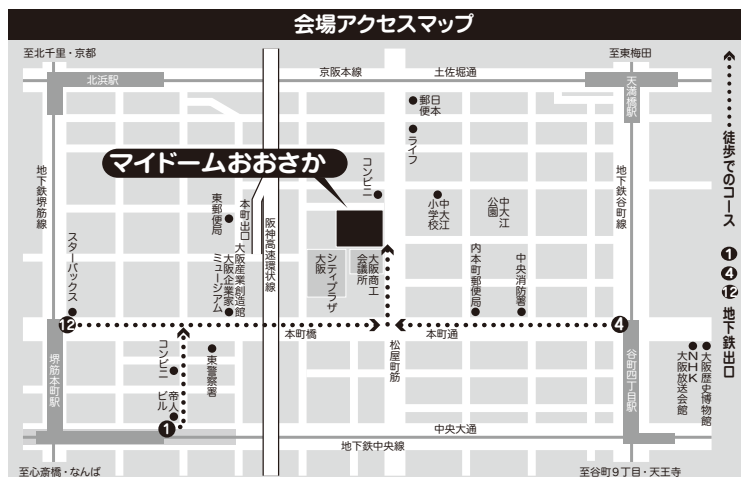 会場アクセスマップ
至北千里・京都
至東梅田
北浜駅
京阪本線
土佐堀通
天満橋駅
日本
郵便
ライフ
マイドームおおさか
コンビニ
地下鉄堺筋線
東郵便局
本町出口
阪神高速環状線
中大江
小学校
中大江
公園
地下鉄谷町線
徒歩でのコース
❶
❹
⓬
地下鉄出口
スターバックス
大阪産業創造館
大阪企業家
ミュージアム
シティプラザ
大阪
大阪商工
会議所
内本町郵便局
中央消防署
⓬
本町橋
本町通
❹
堺筋本町駅
コンビニ
東警察署
帝人
ビル
❶
松屋町筋
谷町四丁目駅
大阪歴史博物館
NHK
大阪放送会館
中央大通
地下鉄中央線
至心斎橋・なんば
至谷町9丁目・天王寺